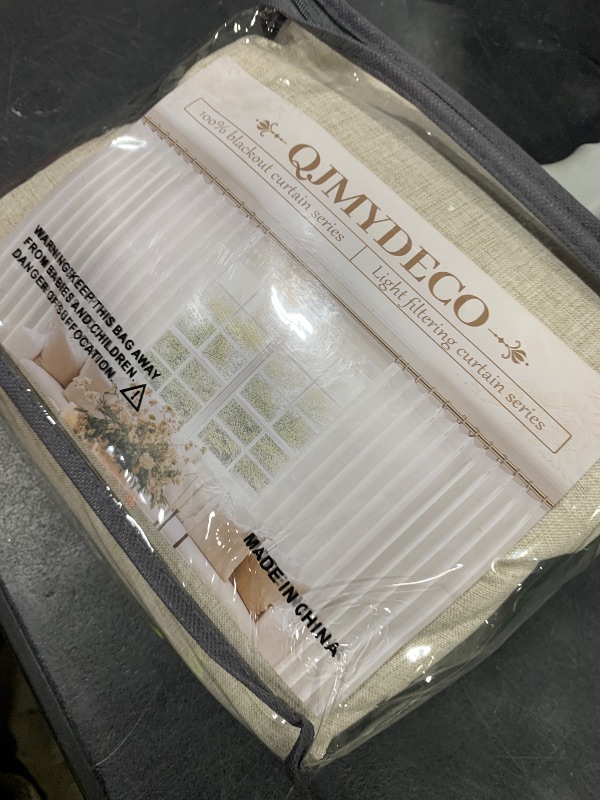 QJMYDECO
100% blackout curtain series | Light filtering curtain series
WARNING!KEEP THIS BAG AWAY
FROM BABIES AND CHILDREN,
DANGER OF SUFFOCATION.
MADE IN CHINA